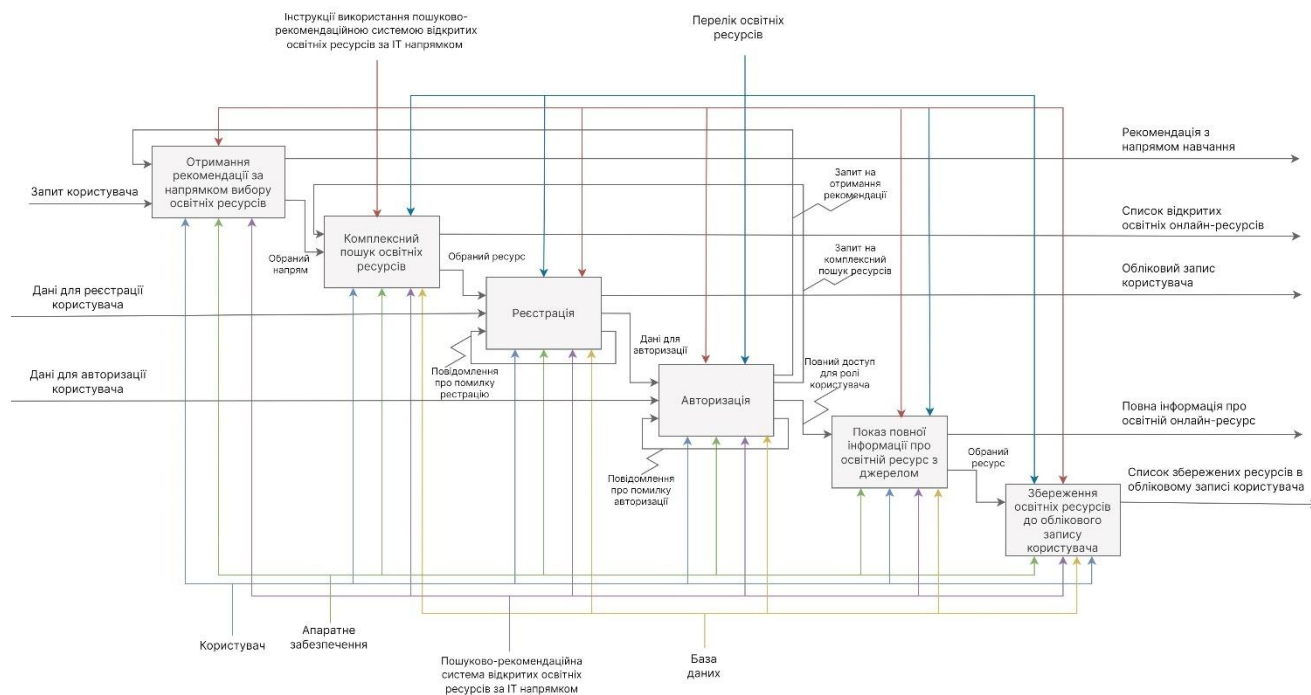 Інструкції використання пошуково-
рекомендаційною системою відкритих
освітніх ресурсів за ІТ напрямком
Перелік освітніх
ресурсів
Отримання
рекомендації за
напрямком вибору
освітніх ресурсів
Рекомендація з
напрямом навчання
Запит користувача
Запит на
отримання
рекомендації
Список відкритих
освітніх онлайн-ресурсів
Комплексний
пошук освітніх
ресурсів
Обраний
напрям
Обраний ресурс
Запит на
комплексний
пошук ресурсів
Обліковий запис
користувача
Дані для реєстрації
користувача
Реєстрація
Дані для
авторизації
Повідомлення
про помилку
рестрацію
Дані для авторизації
користувача
Повний доступ
для ролі
користувача
Авторизація
Повна інформація про
освітній онлайн-ресурс
Показ повної
інформації про
освітній ресурс з
джерелом
Обраний
ресурс
Повідомлення
про помилку
авторизації
Список збережених ресурсів в
обліковому записі користувача
Збереження
освітніх ресурсів
до облікового
запису
користувача
Користувач
Апаратне
забезпечення
Пошуково-рекомендаційна
система відкритих освітніх
ресурсів за ІТ напрямком
База
даних